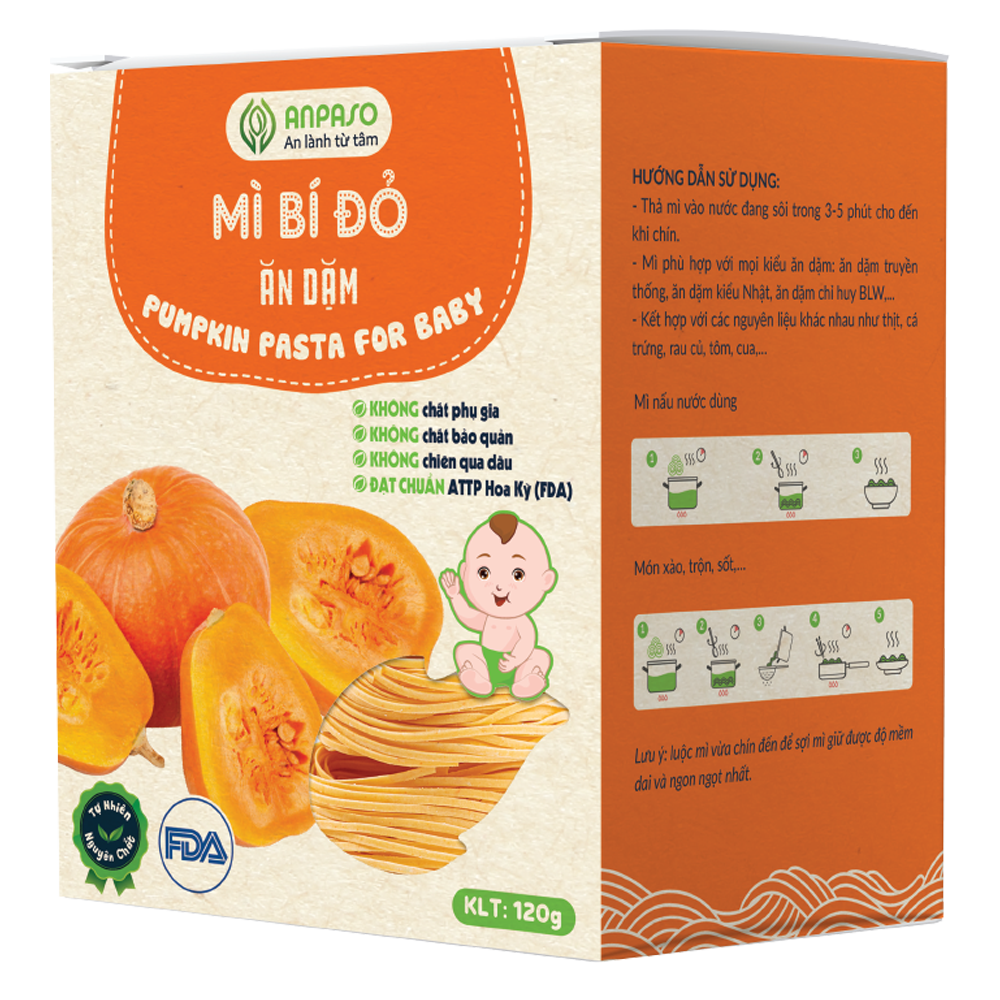 ANPASO
An lành từ tâm
MÌ BÍ ĐỎ
ĂN DẶM
PUMPKIN PASTA FOR BABY
KHÔNG chất phụ gia
KHÔNG chất bảo quản
KHÔNG chiên qua dầu
ĐẠT CHUẨN ATTP Hoa Kỳ (FDA)
Tự Nhiên
Nguyên Chất
FDA
KLT: 120g
HƯỚNG DẪN SỬ DỤNG:
- Thả mì vào nước đang sôi trong 3-5 phút cho đến
khi chín.
- Mì phù hợp với mọi kiểu ăn dặm: ăn dặm truyền
thống, ăn dặm kiểu Nhật, ăn dặm chỉ huy BLW,...
- Kết hợp với các nguyên liệu khác nhau như thịt, cá
trứng, rau củ, tôm, cua,...
Mì nấu nước dùng
1 2 3
Món xào, trộn, sốt,...
1 2 3 4 5
Lưu ý: luộc mì vừa chín đến để sợi mì giữ được độ mềm
dai và ngon ngọt nhất.